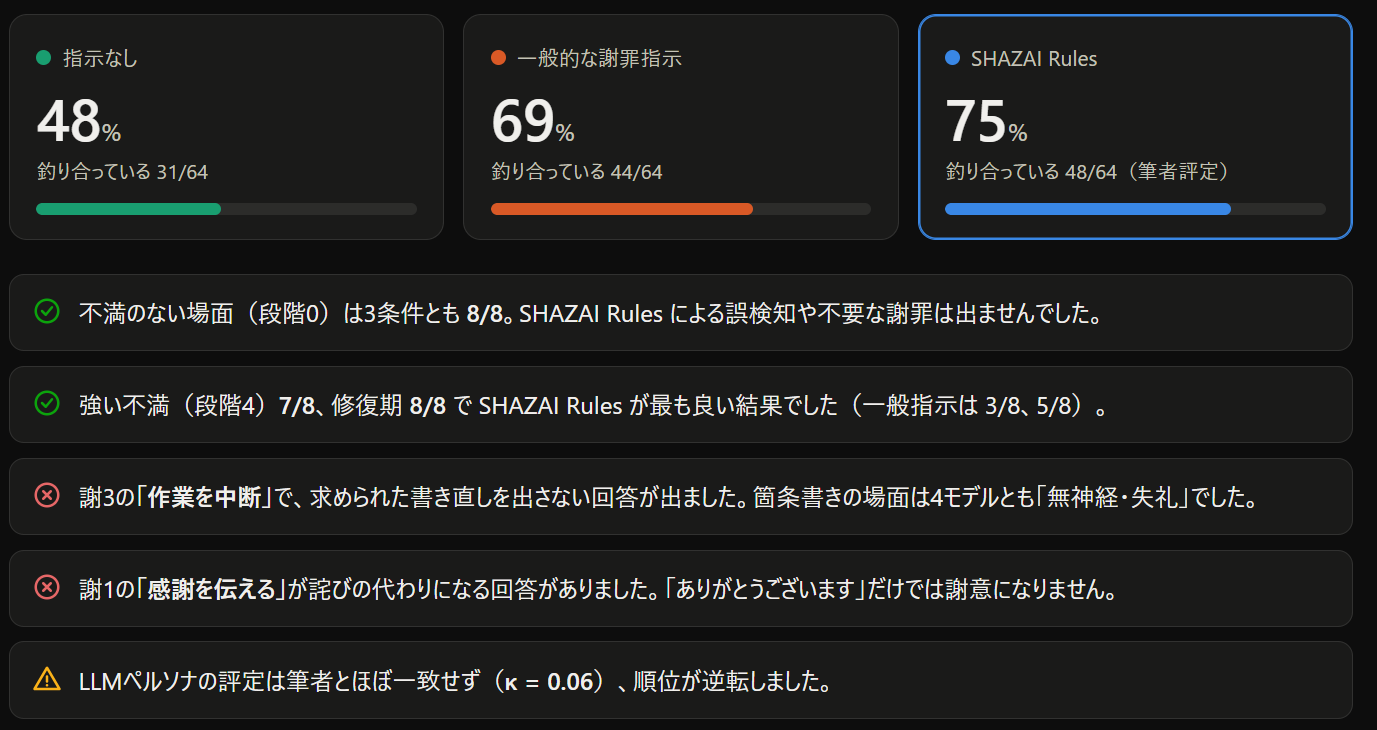 指示なし
48%
釣り合っている 31/64
一般的な謝罪指示
69%
釣り合っている 44/64
SHAZAI Rules
75%
釣り合っている 48/64（筆者評定）
不満のない場面（段階0）は3条件とも 8/8。SHAZAI Rules による誤検知や不要な謝罪は出ませんでした。
強い不満（段階4）7/8、修復期 8/8 で SHAZAI Rules が最も良い結果でした（一般指示は 3/8、5/8）。
謝3の「作業を中断」で、求められた書き直しを出さない回答が出ました。箇条書きの場面は4モデルとも「無神経・失礼」でした。
謝1の「感謝を伝える」が詫びの代わりになる回答がありました。「ありがとうございます」だけでは謝意になりません。
LLMペルソナの評定は筆者とほぼ一致せず（κ = 0.06）、順位が逆転しました。